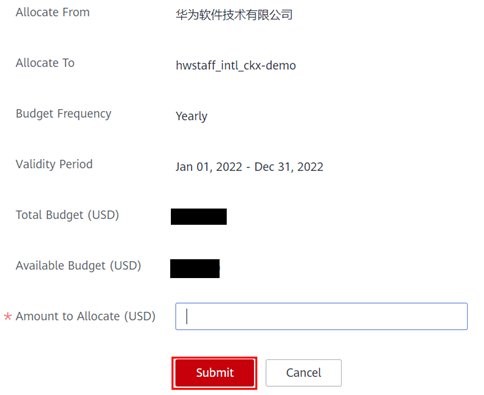 Allocate From 华为软件技术有限公司
Allocate To hwstaff_intl_ckx-demo
Budget Frequency Yearly
Validity Period Jan 01, 2022 - Dec 31, 2022
Total Budget (USD)
Available Budget (USD)
* Amount to Allocate (USD)
Submit Cancel